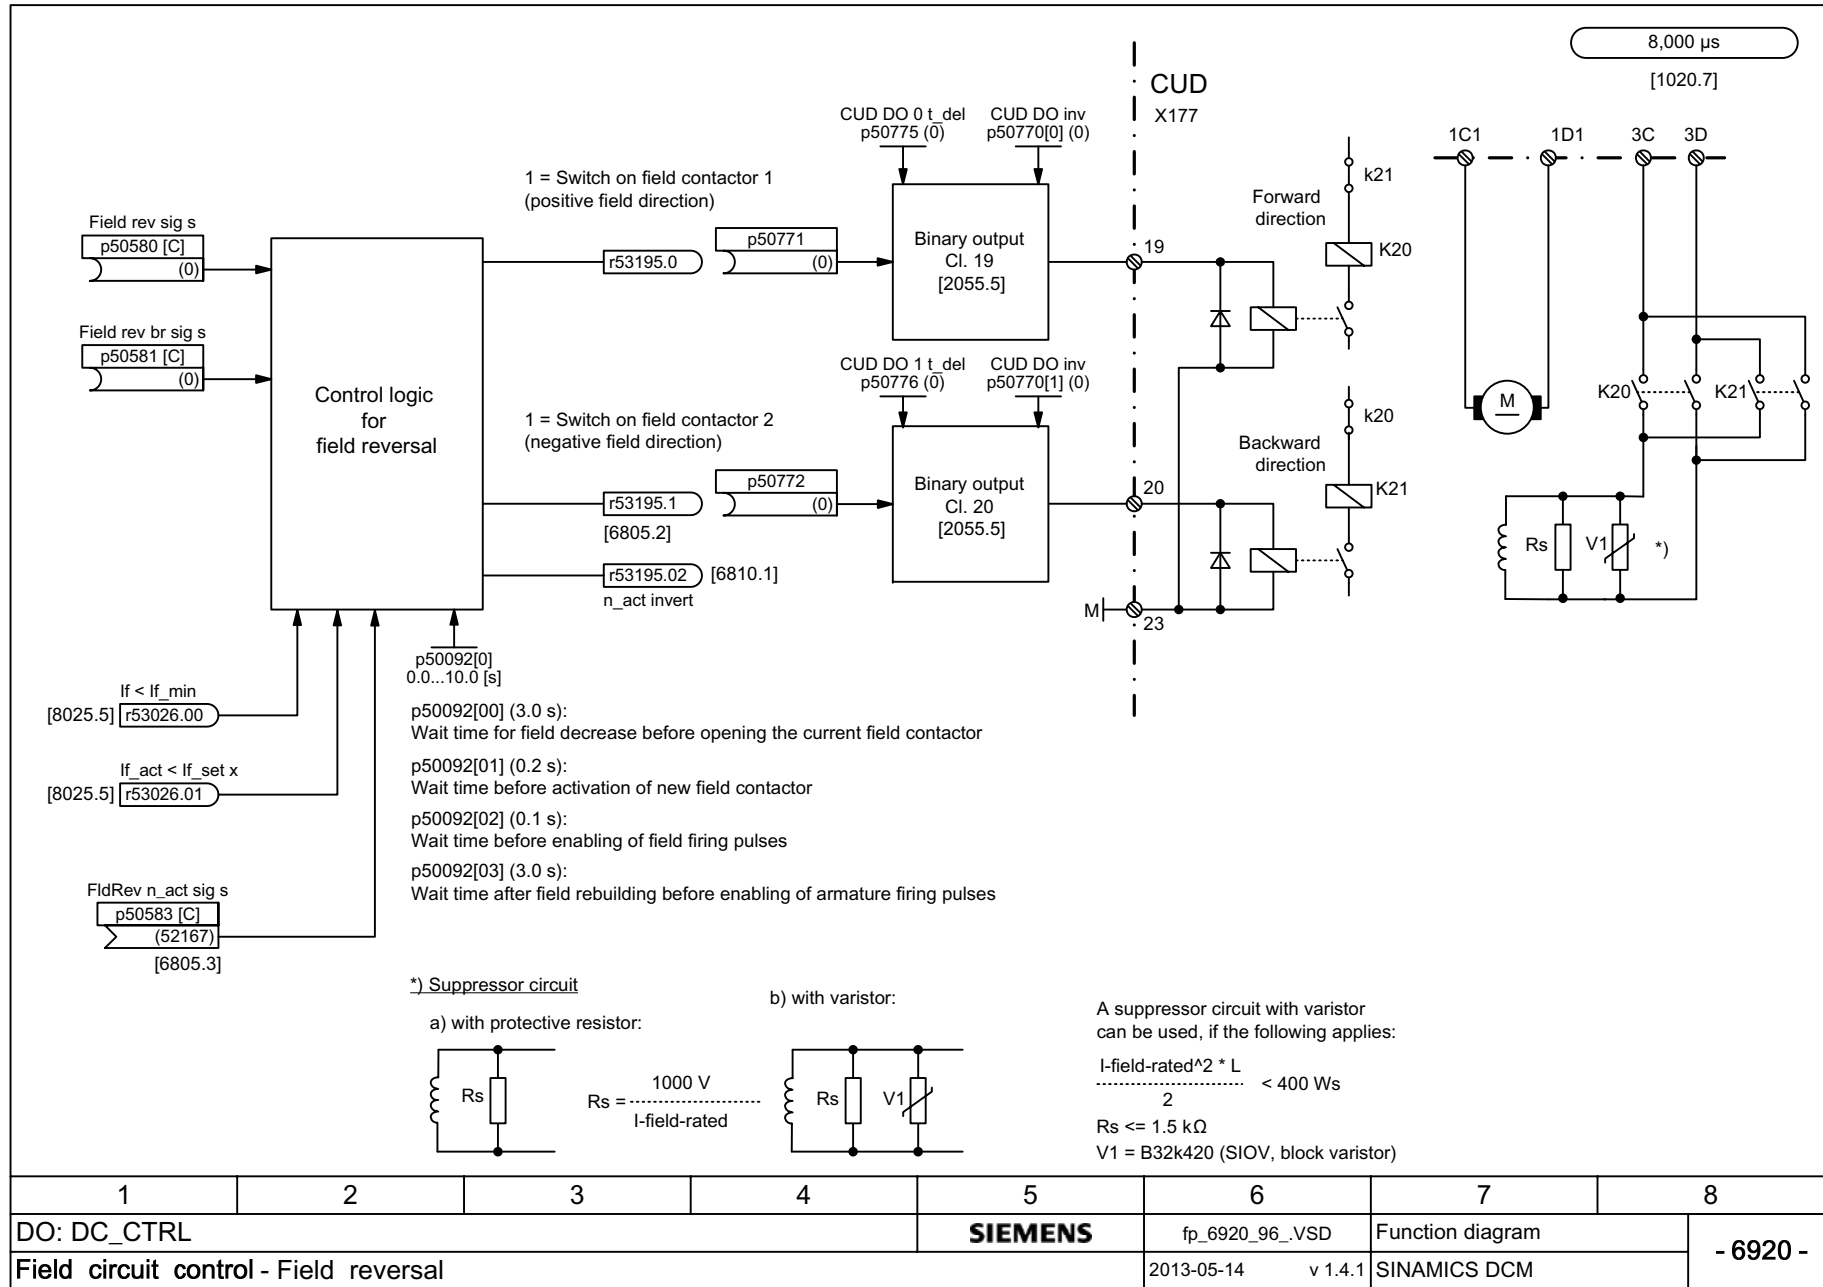 8,000 µs
[1020.7]
CUD
X177
CUD DO 0 t_del
p50775 (0)
CUD DO inv
p50770[0] (0)
1C1
1D1
3C
3D
1 = Switch on field contactor 1
(positive field direction)
k21
Forward
direction
K20
Field rev sig s
p50580 [C]
(0)
r53195.0
p50771
(0)
Binary output
Cl. 19
[2055.5]
19
Field rev br sig s
p50581 [C]
(0)
Control logic
for
field reversal
CUD DO 1 t_del
p50776 (0)
CUD DO inv
p50770[1] (0)
1 = Switch on field contactor 2
(negative field direction)
k20
Backward
direction
K21
M
K20
K21
r53195.1
[6805.2]
p50772
(0)
Binary output
Cl. 20
[2055.5]
20
Rs
V1
*)
r53195.02
[6810.1]
n_act invert
M
23
p50092[0]
0.0...10.0 [s]
If < If_min
[8025.5]
r53026.00
If_act < If_set x
[8025.5]
r53026.01
p50092[00] (3.0 s):
Wait time for field decrease before opening the current field contactor
p50092[01] (0.2 s):
Wait time before activation of new field contactor
p50092[02] (0.1 s):
Wait time before enabling of field firing pulses
p50092[03] (3.0 s):
Wait time after field rebuilding before enabling of armature firing pulses
FldRev n_act sig s
p50583 [C]
(52167)
[6805.3]
*) Suppressor circuit
a) with protective resistor:
Rs
Rs =
1000 V
I-field-rated
b) with varistor:
Rs
V1
A suppressor circuit with varistor
can be used, if the following applies:
I-field-rated^2 * L
2
< 400 Ws
Rs <= 1.5 kΩ
V1 = B32k420 (SIOV, block varistor)
1
2
3
4
5
6
7
8
DO: DC_CTRL
SIEMENS
fp_6920_96_.VSD
Function diagram
- 6920 -
Field circuit control - Field reversal
2013-05-14
v 1.4.1
SINAMICS DCM